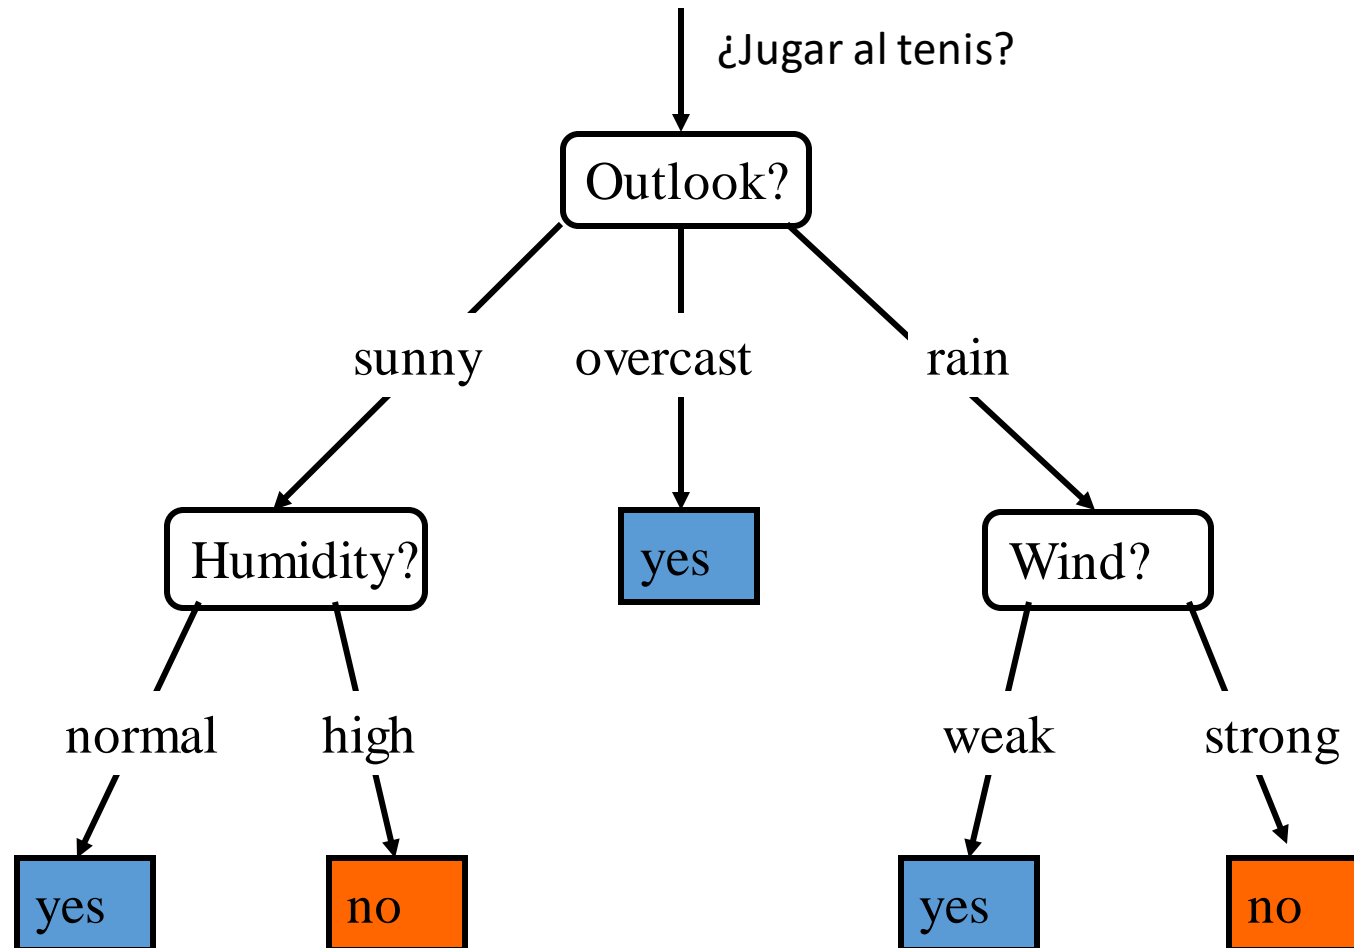 ¿Jugar al tenis?
Outlook?
sunny
overcast
rain
Humidity?
yes
Wind?
normal
high
weak
strong
yes
no
yes
no